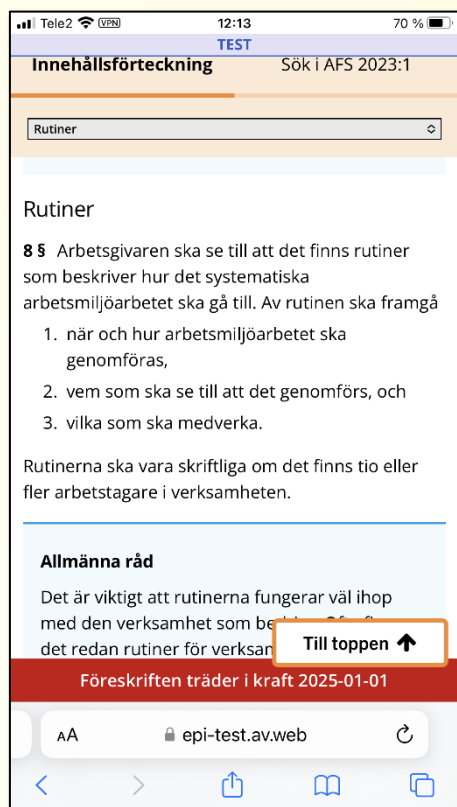 Tele2 VPN 12:13 70 %
TEST
Innehållsförteckning Sök i AFS 2023:1
Rutiner
Rutiner
8 § Arbetsgivaren ska se till att det finns rutiner
som beskriver hur det systematiska
arbetsmiljöarbetet ska gå till. Av rutinen ska framgå
1. när och hur arbetsmiljöarbetet ska
genomföras,
2. vem som ska se till att det genomförs, och
3. vilka som ska medverka.
Rutinerna ska vara skriftliga om det finns tio eller
fler arbetstagare i verksamheten.
Allmänna råd
Det är viktigt att rutinerna fungerar väl ihop
med den verksamhet som
det redan rutiner för
Till toppen
Föreskriften träder i kraft 2025-01-01
AA epi-test.av.web